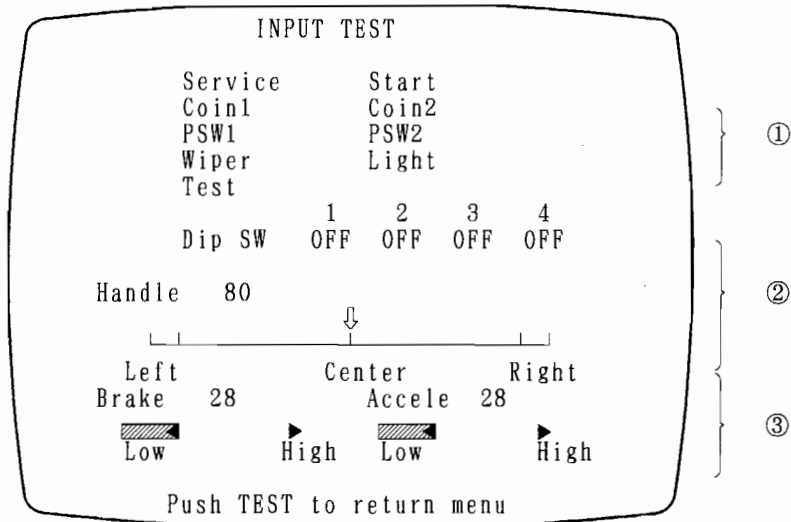 INPUT TEST
Service Start
Coin1 Coin2
PSW1 PSW2
Wiper Light
Test
①
1 2 3 4
Dip SW OFF OFF OFF OFF
Handle 80
②
Left Center Right
Brake 28 Accele 28
③
Low High Low High
Push TEST to return menu